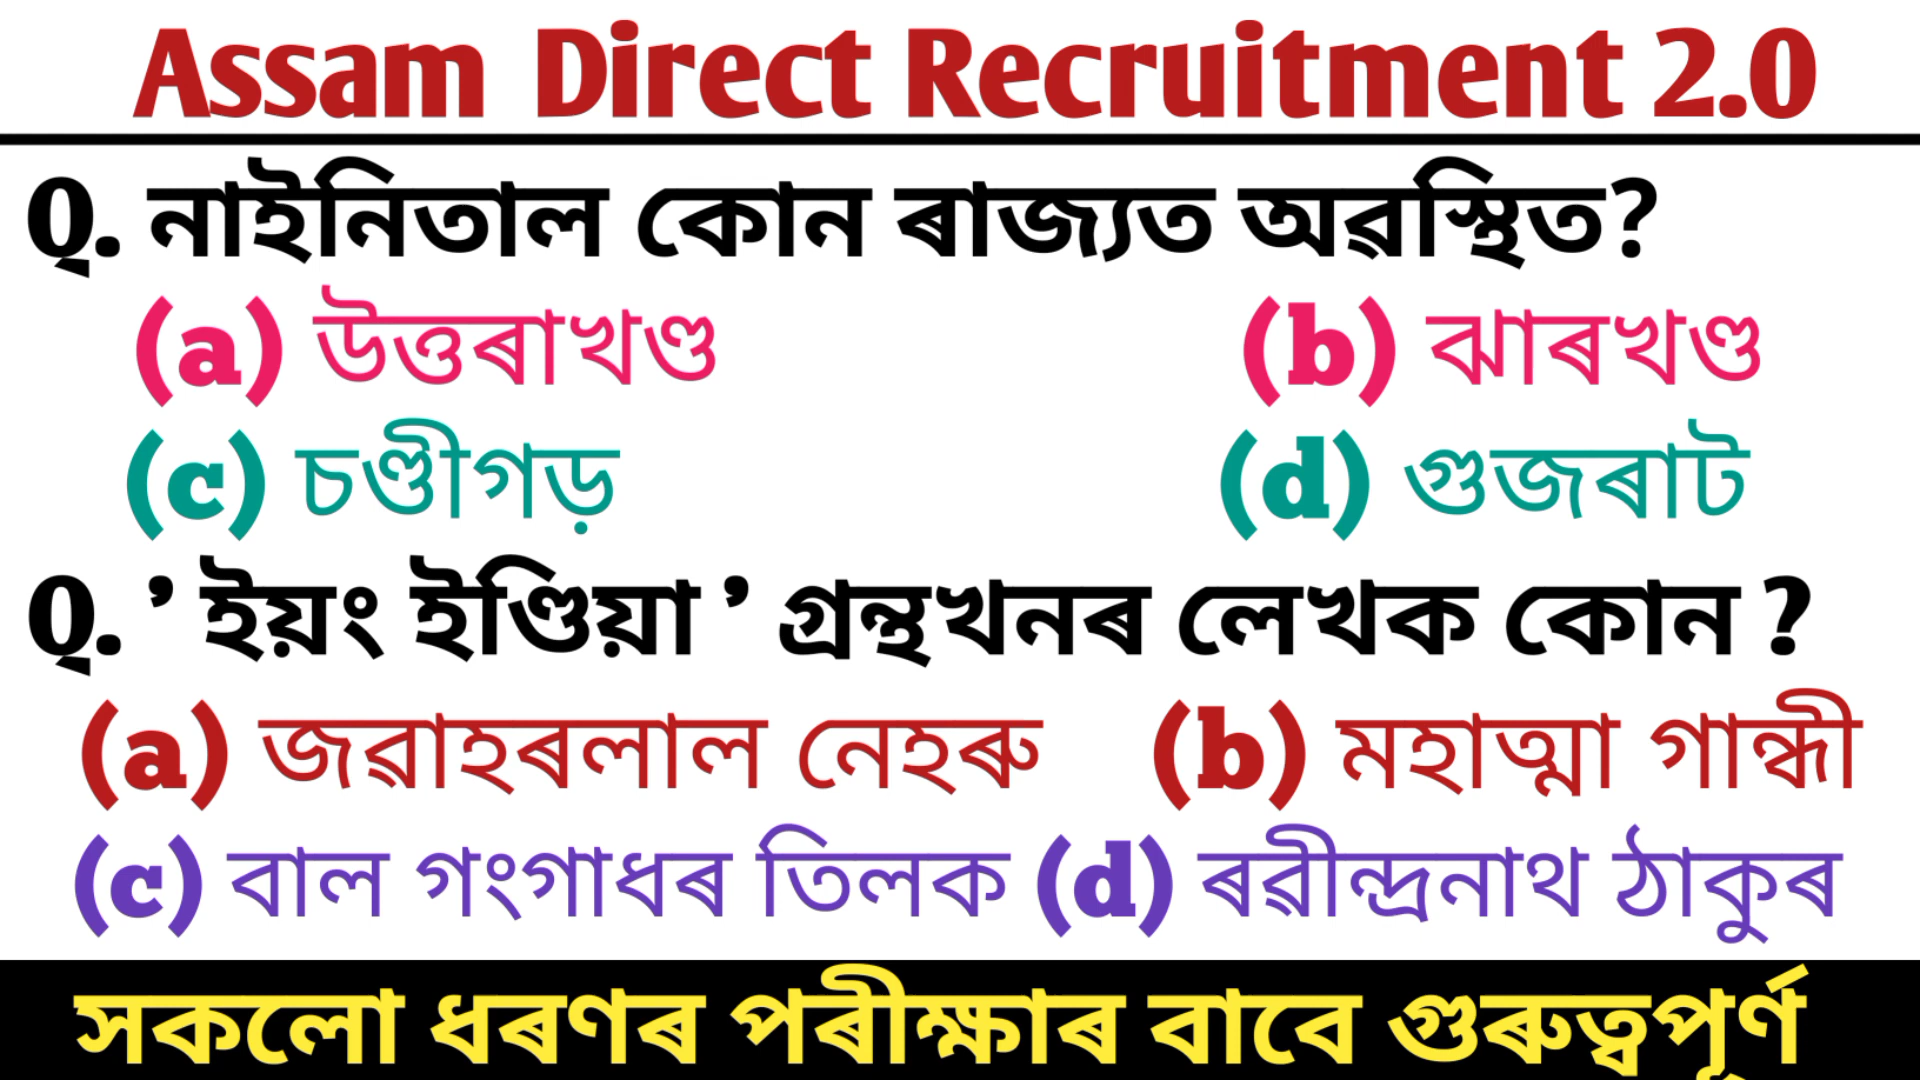 Assam Direct Recruitment 2.0
Q. নাইনিতাল কোন ৰাজ্যত অৱস্থিত?
(a) উত্তৰাখণ্ড (b) ঝাৰখণ্ড
(c) চণ্ডীগড় (d) গুজৰাট
Q. ’ ইয়ং ইণ্ডিয়া ’ গ্ৰন্থখনৰ লেখক কোন ?
(a) জৱাহৰলাল নেহৰু (b) মহাত্মা গান্ধী
(c) বাল গংগাধৰ তিলক (d) ৰৱীন্দ্ৰনাথ ঠাকুৰ
সকলো ধৰণৰ পৰীক্ষাৰ বাবে গুৰুত্বপূৰ্ণ